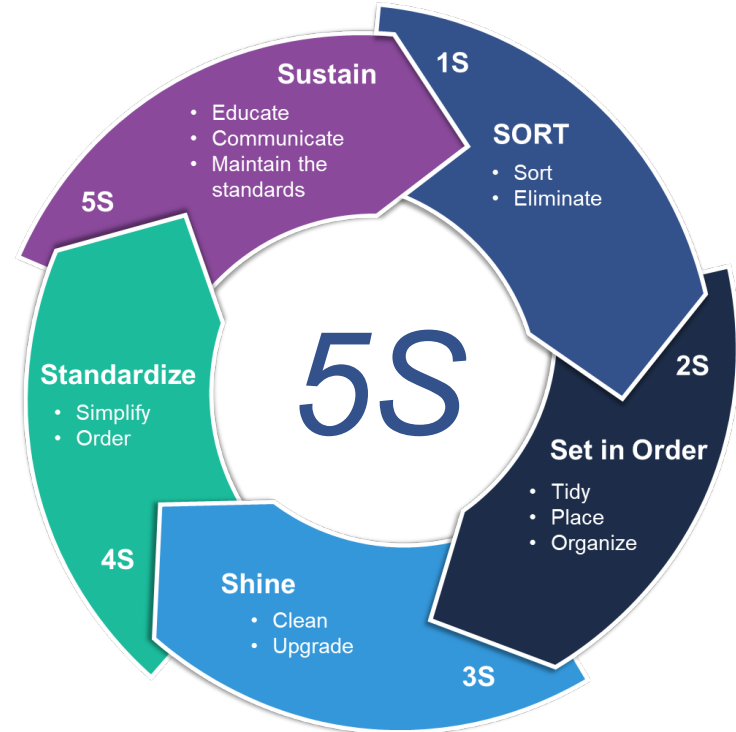 1S
SORT
• Sort
• Eliminate
2S
Set in Order
• Tidy
• Place
• Organize
3S
Shine
• Clean
• Upgrade
4S
Standardize
• Simplify
• Order
5S
Sustain
• Educate
• Communicate
• Maintain the
standards
5S